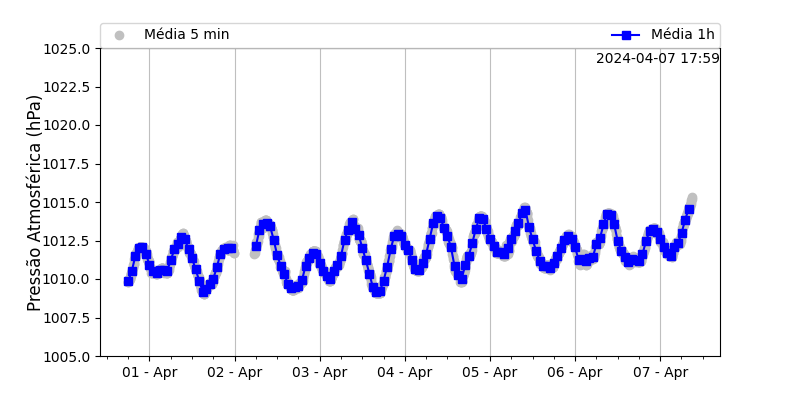 Média 5 min
Média 1h
2024-04-07 17:59
Pressão Atmosférica (hPa)
1025.0
1022.5
1020.0
1017.5
1015.0
1012.5
1010.0
1007.5
1005.0
01 - Apr
02 - Apr
03 - Apr
04 - Apr
05 - Apr
06 - Apr
07 - Apr